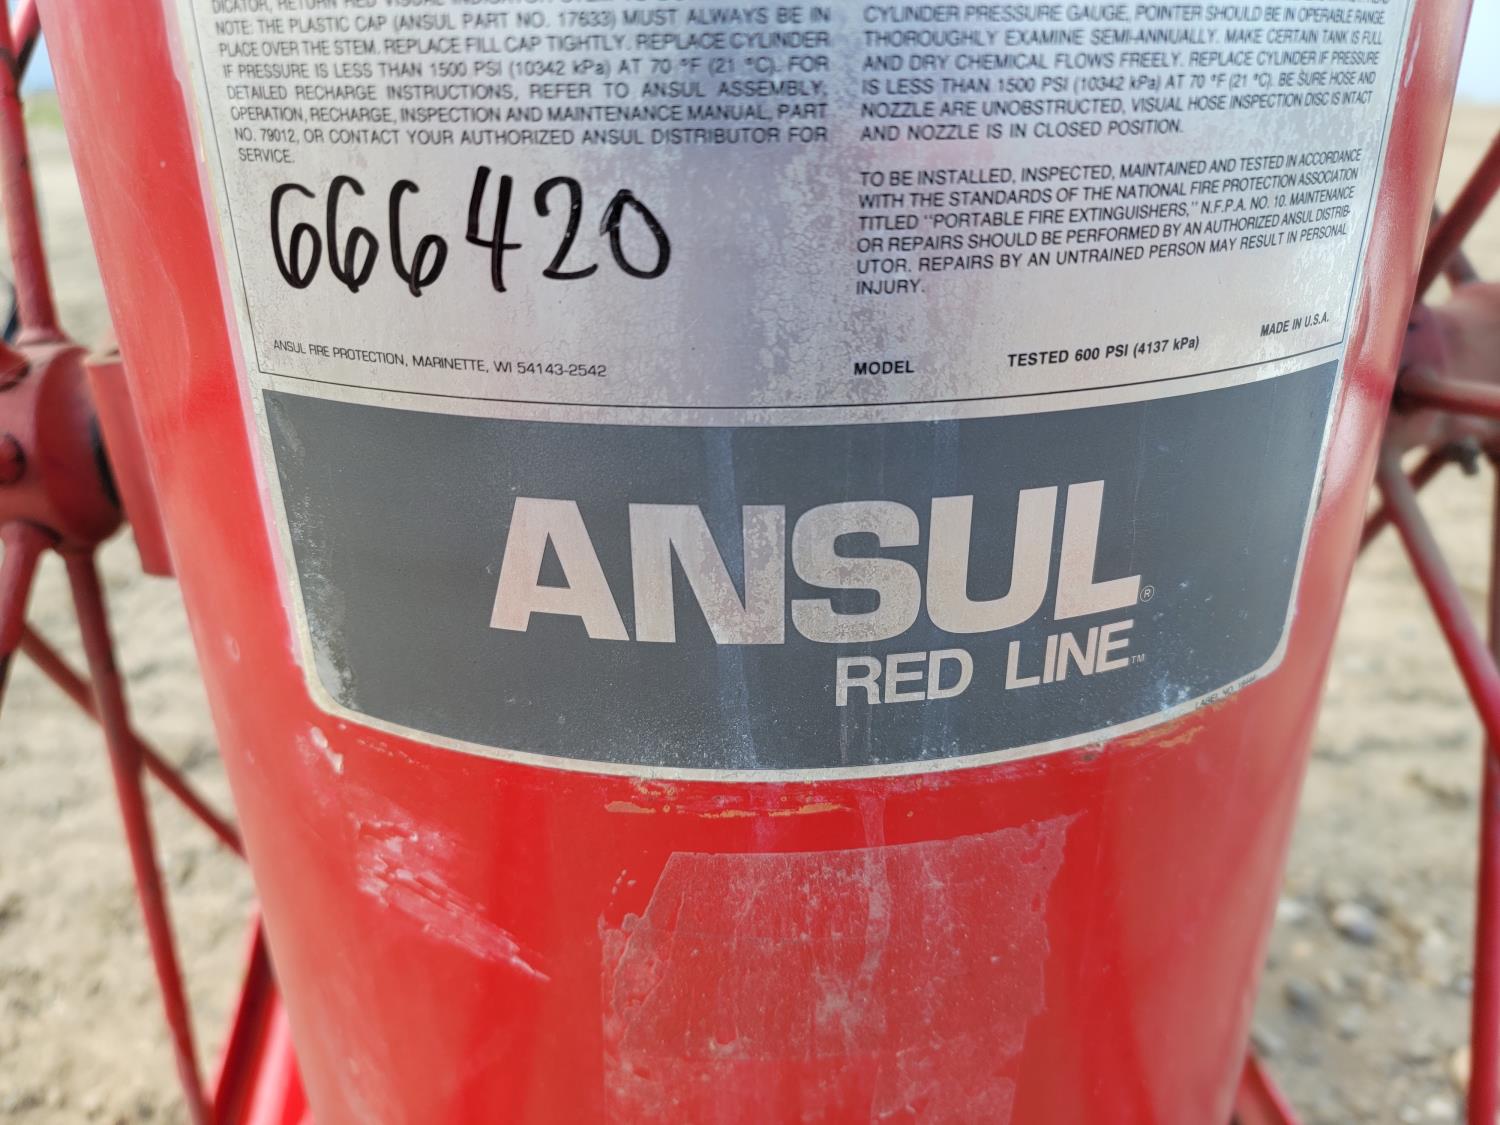 DICATOR, RETURN RED VISUAL INDICATOR STEM
NOTE: THE PLASTIC CAP (ANSUL PART NO. 17633) MUST ALWAYS BE IN
PLACE OVER THE STEM. REPLACE FILL CAP TIGHTLY. REPLACE CYLINDER
IF PRESSURE IS LESS THAN 1500 PSI (10342 kPa) AT 70 °F (21 °C). FOR
DETAILED RECHARGE INSTRUCTIONS, REFER TO ANSUL ASSEMBLY,
OPERATION, RECHARGE, INSPECTION AND MAINTENANCE MANUAL, PART
NO. 79012, OR CONTACT YOUR AUTHORIZED ANSUL DISTRIBUTOR FOR
SERVICE.
666420
ANSUL FIRE PROTECTION, MARINETTE, WI 54143-2542
CYLINDER PRESSURE GAUGE, POINTER SHOULD BE IN OPERABLE RANGE.
THOROUGHLY EXAMINE SEMI-ANNUALLY. MAKE CERTAIN TANK IS FULL
AND DRY CHEMICAL FLOWS FREELY. REPLACE CYLINDER IF PRESSURE
IS LESS THAN 1500 PSI (10342 kPa) AT 70 °F (21 °C). BE SURE HOSE AND
NOZZLE ARE UNOBSTRUCTED, VISUAL HOSE INSPECTION DISC IS INTACT
AND NOZZLE IS IN CLOSED POSITION.
TO BE INSTALLED, INSPECTED, MAINTAINED AND TESTED IN ACCORDANCE
WITH THE STANDARDS OF THE NATIONAL FIRE PROTECTION ASSOCIATION
TITLED "PORTABLE FIRE EXTINGUISHERS," N.F.P.A. NO. 10. MAINTENANCE
OR REPAIRS SHOULD BE PERFORMED BY AN AUTHORIZED ANSUL DISTRIB-
UTOR. REPAIRS BY AN UNTRAINED PERSON MAY RESULT IN PERSONAL
INJURY.
MODEL TESTED 600 PSI (4137 kPa) MADE IN U.S.A.
ANSUL®
RED LINE™
LABEL NO.